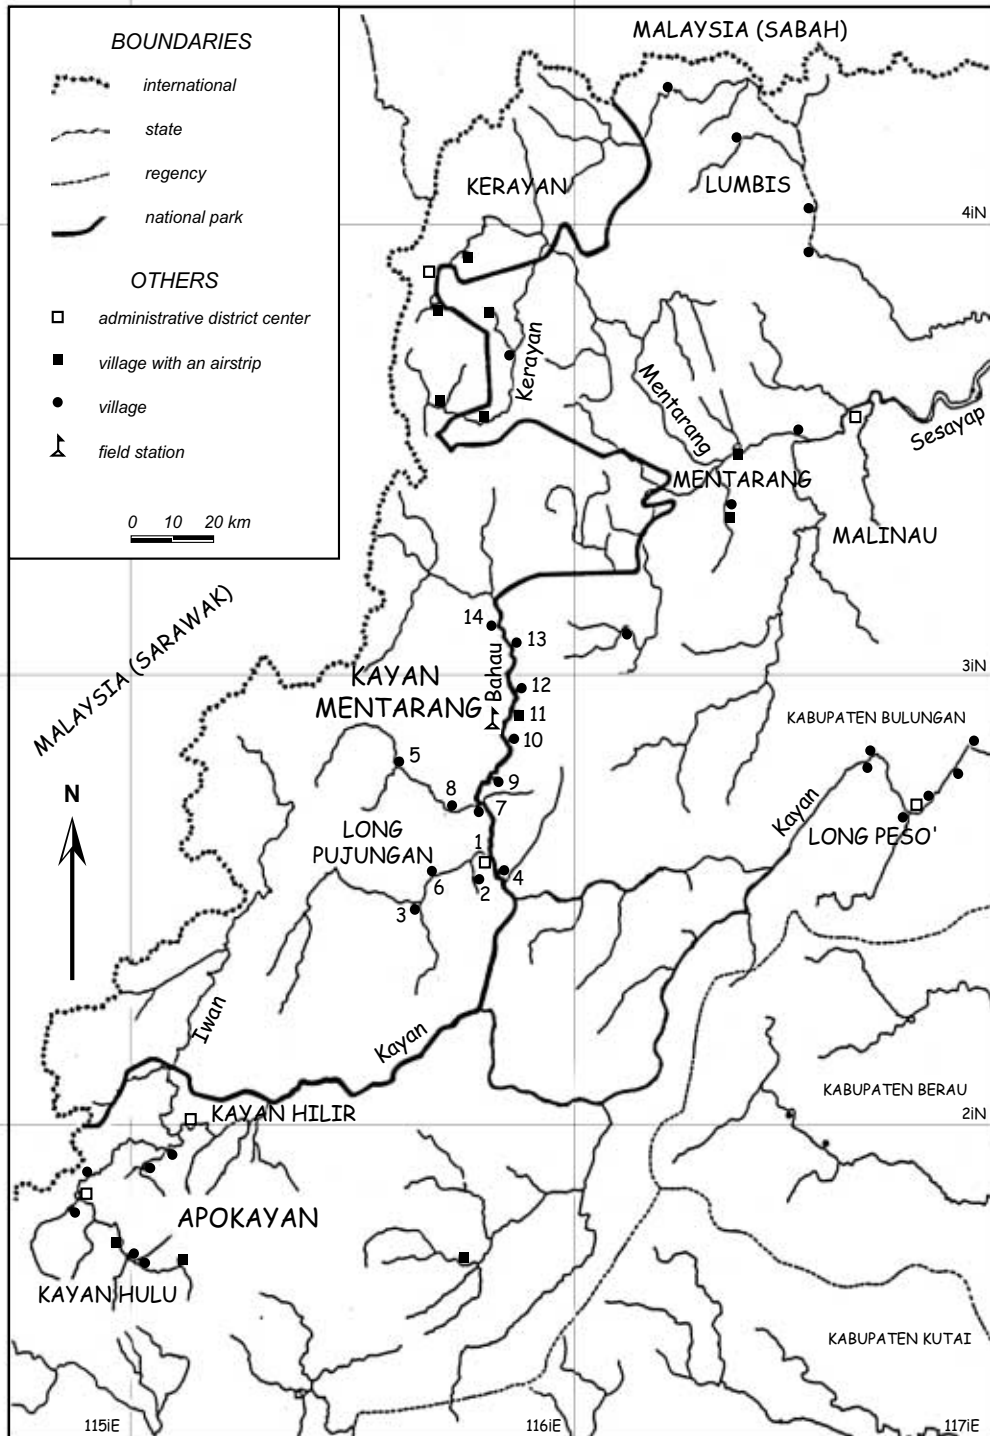 BOUNDARIES
international
state
regency
national park
OTHERS
administrative district center
village with an airstrip
village
field station
0 10 20 km
MALAYSIA (SABAH)
KERAYAN
LUMBIS
4iN
Kerayan
Mentarang
Sesayap
MENTARANG
MALINAU
MALAYSIA (SARAWAK)
14
13
Bahau
3iN
KAYAN
MENTARANG
12
11
10
KABUPATEN BULUNGAN
5
9
8
7
N
LONG
PUJUNGAN
1
Kayan
LONG PESO'
6
2
4
3
Iwan
Kayan
KABUPATEN BERAU
KAYAN HILIR
2iN
APOKAYAN
KAYAN HULU
KABUPATEN KUTAI
115iE
116iE
117iE